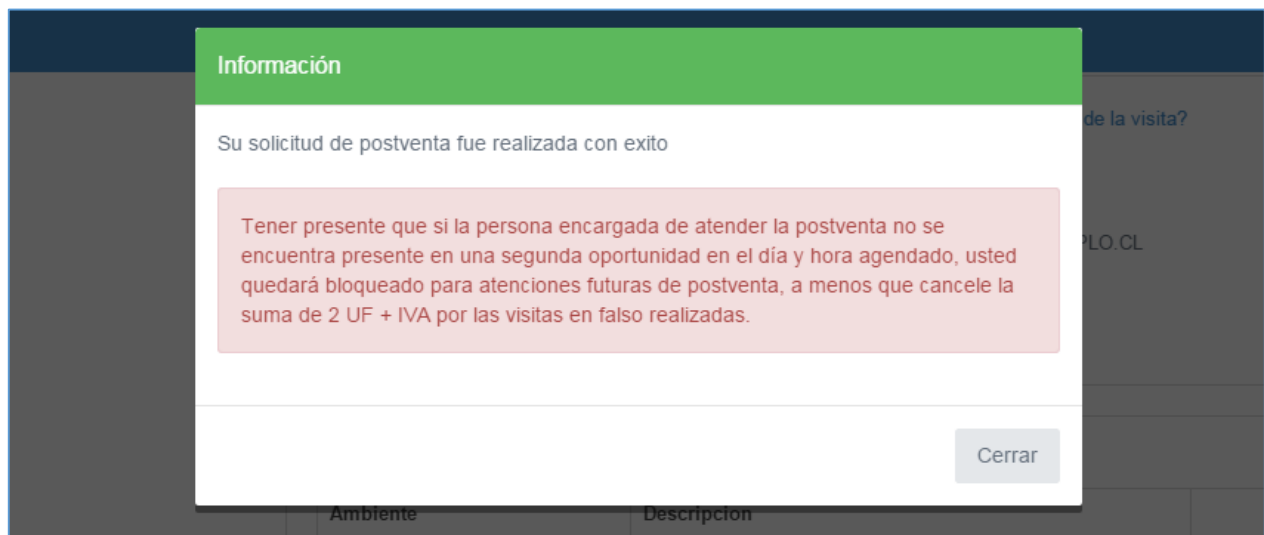 Información
de la visita?
Su solicitud de postventa fue realizada con exito
Tener presente que si la persona encargada de atender la postventa no se
encuentra presente en una segunda oportunidad en el día y hora agendado, usted
PLO.CL
quedará bloqueado para atenciones futuras de postventa, a menos que cancele la
suma de 2 UF + IVA por las visitas en falso realizadas.
Cerrar
Ambiente Descripcion